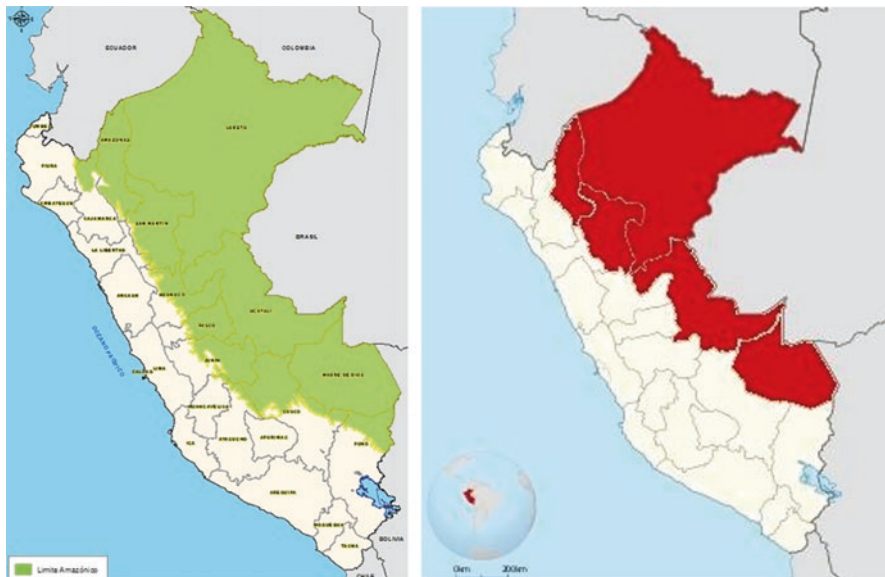 ECUADOR
COLOMBIA
TUMBES
LORETO
AMAZONAS
PIURA
LAMBAYEQUE
CAJAMARCA
SAN MARTIN
LA LIBERTAD
BRASIL
ANCASH
HUANUCO
UCAYALI
PASCO
OCEANO PACIFICO
JUNIN
MADRE DE DIOS
CALLAO
LIMA
CUSCO
HUANCAVELICA
ICA
AYACUCHO
APURIMAC
PUNO
AREQUIPA
MOQUEGUA
TACNA
BOLIVIA
CHILE
Limite Amazónico
0km 200km